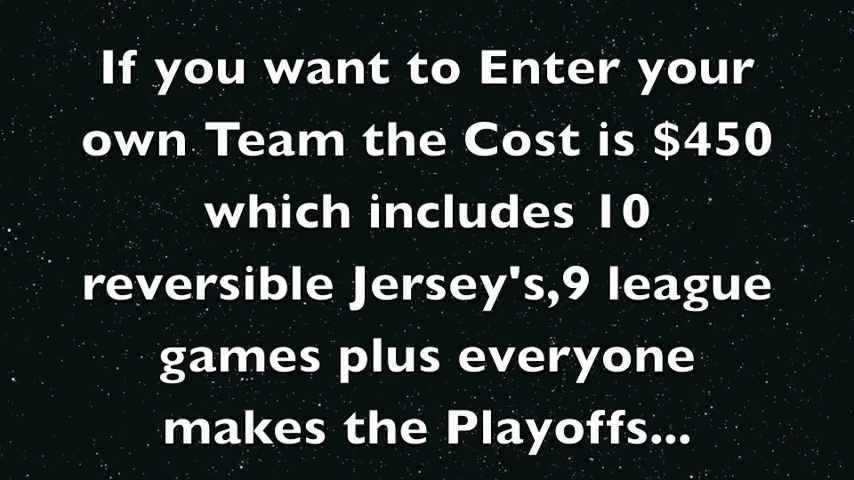 If you want to Enter your
own Team the Cost is $450
which includes 10
reversible Jersey's,9 league
games plus everyone
makes the Playoffs...